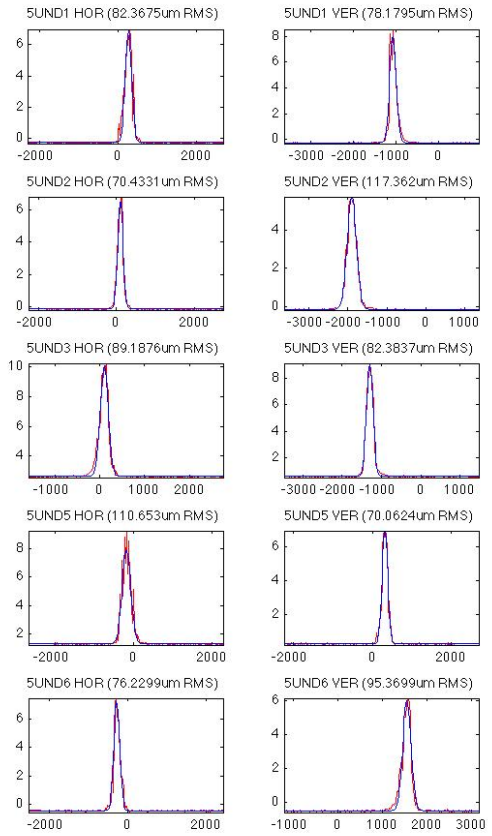 5UND1 HOR (82.3675um RMS)
6
4
2
0
-2000 0 2000
5UND1 VER (78.1795um RMS)
8
6
4
2
0
-3000 -2000 -1000 0
5UND2 HOR (70.4331um RMS)
6
4
2
0
-2000 0 2000
5UND2 VER (117.362um RMS)
4
2
0
-3000 -2000 -1000 0 1000
5UND3 HOR (89.1876um RMS)
10
8
6
4
-2000 0 2000
5UND3 VER (82.3837um RMS)
8
6
4
2
-3000 -2000 -1000 0 1000
5UND5 HOR (110.653um RMS)
8
6
4
2
-2000 0 2000
5UND5 VER (70.0624um RMS)
6
4
2
-2000 0 2000
5UND6 HOR (76.2299um RMS)
6
4
2
0
-2000 0 2000
5UND6 VER (95.3699um RMS)
6
4
2
0
-1000 0 1000 2000 3000